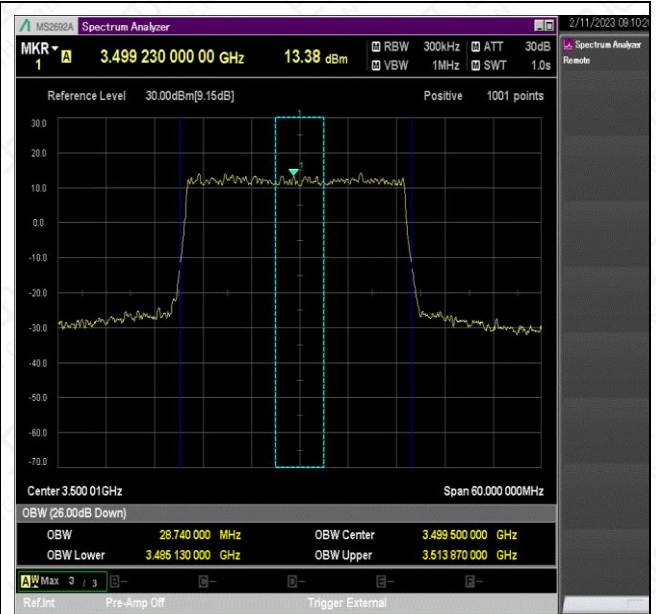 MS2692A Spectrum Analyzer
2/11/2023 09:10:20
MKR A 3.499 230 000 00 GHz 13.38 dBm M RBW 300kHz M ATT 30dB
1 M VBW 1MHz M SWT 1.0s
Spectrum Analyzer
Remote
Reference Level 30.00dBm[9.15dB] Positive 1001 points
1
30.0
20.0
1
10.0
0.0
-10.0
-20.0
-30.0
-40.0
-50.0
-60.0
-70.0
Center 3.500 01GHz Span 60.000 000MHz
OBW (26.00dB Down)
OBW 28.740 000 MHz OBW Center 3.499 500 000 GHz
OBW Lower 3.485 130 000 GHz OBW Upper 3.513 870 000 GHz
A W Max 3 / 3 B- C- D- E- F-
Ref.Int Pre-Amp Off Trigger External